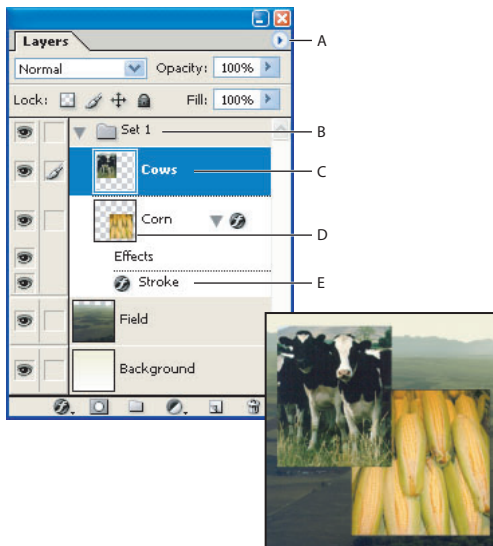 Layers
A
Normal Opacity: 100%
Lock: Fill: 100%
Set 1
B
Cows
C
Corn
D
Effects
Stroke
E
Field
Background